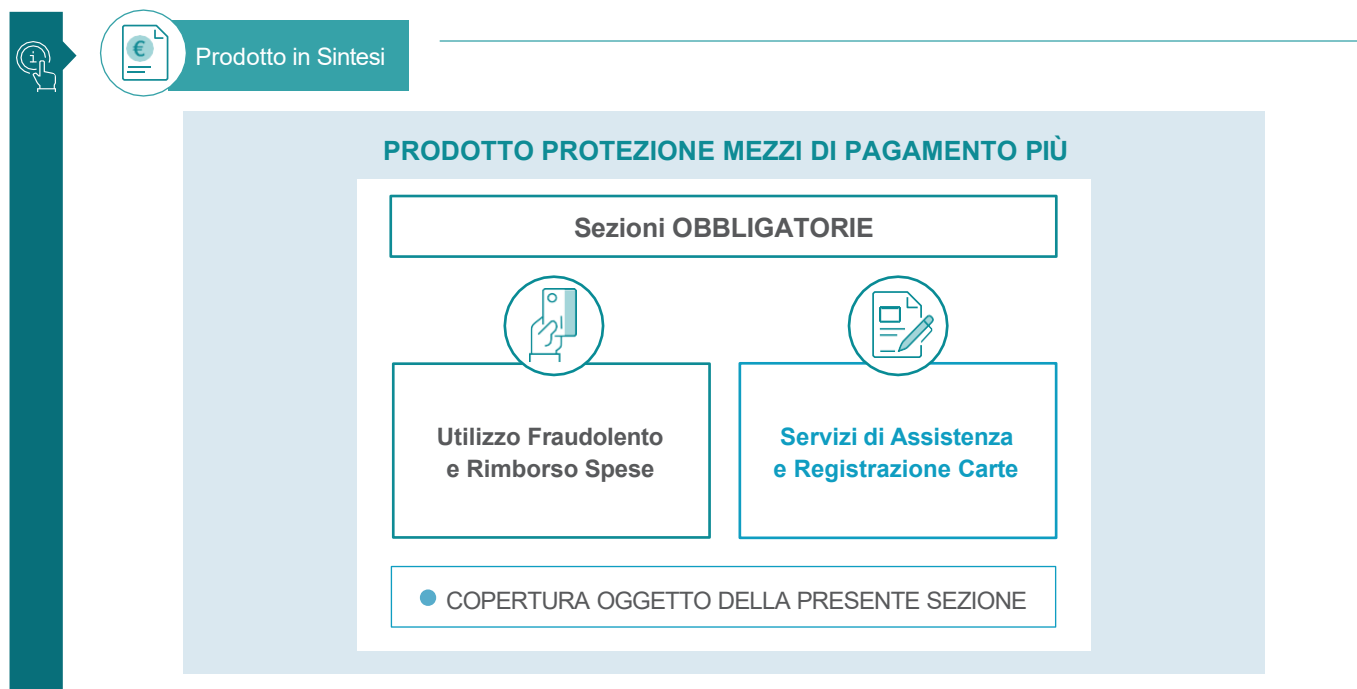 i
€
Prodotto in Sintesi
PRODOTTO PROTEZIONE MEZZI DI PAGAMENTO PIÙ
Sezioni OBBLIGATORIE
Utilizzo Fraudolento
e Rimborso Spese
Servizi di Assistenza
e Registrazione Carte
COPERTURA OGGETTO DELLA PRESENTE SEZIONE